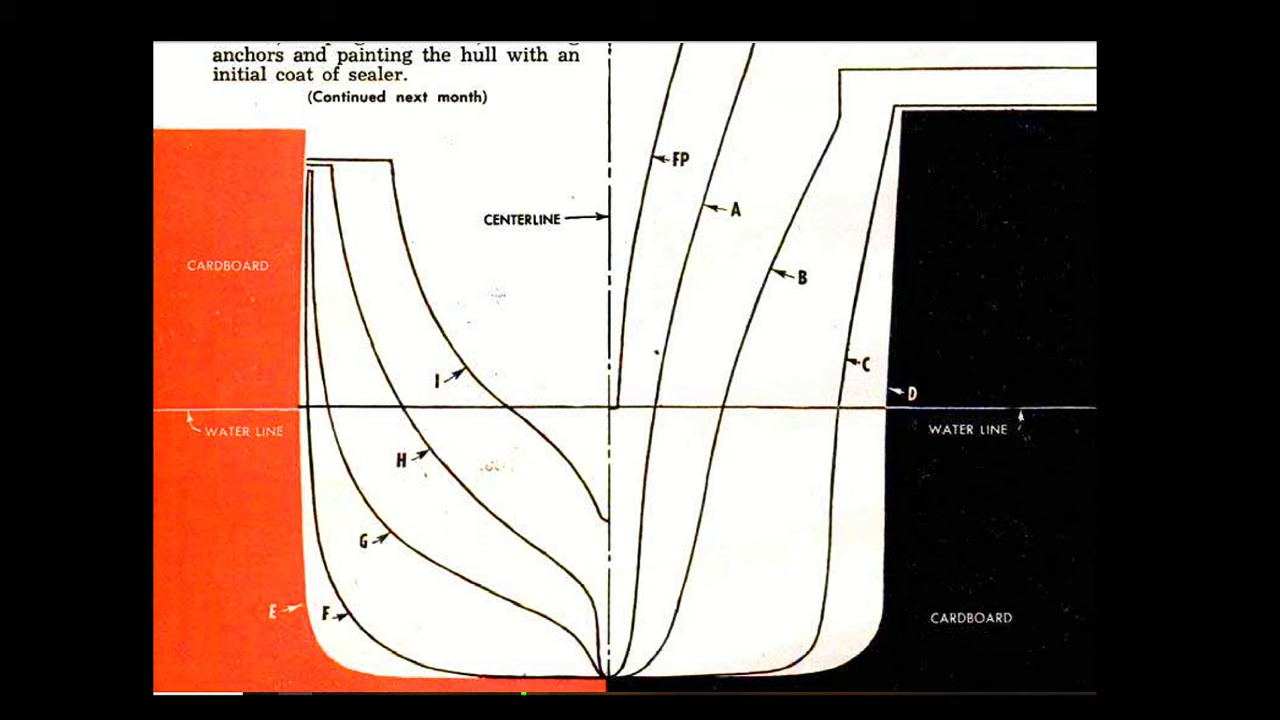 anchors and painting the hull with an
initial coat of sealer.
(Continued next month)
FP
A
CENTERLINE
CARDBOARD
B
C
I
D
WATER LINE
WATER LINE
H
G
E
F
CARDBOARD